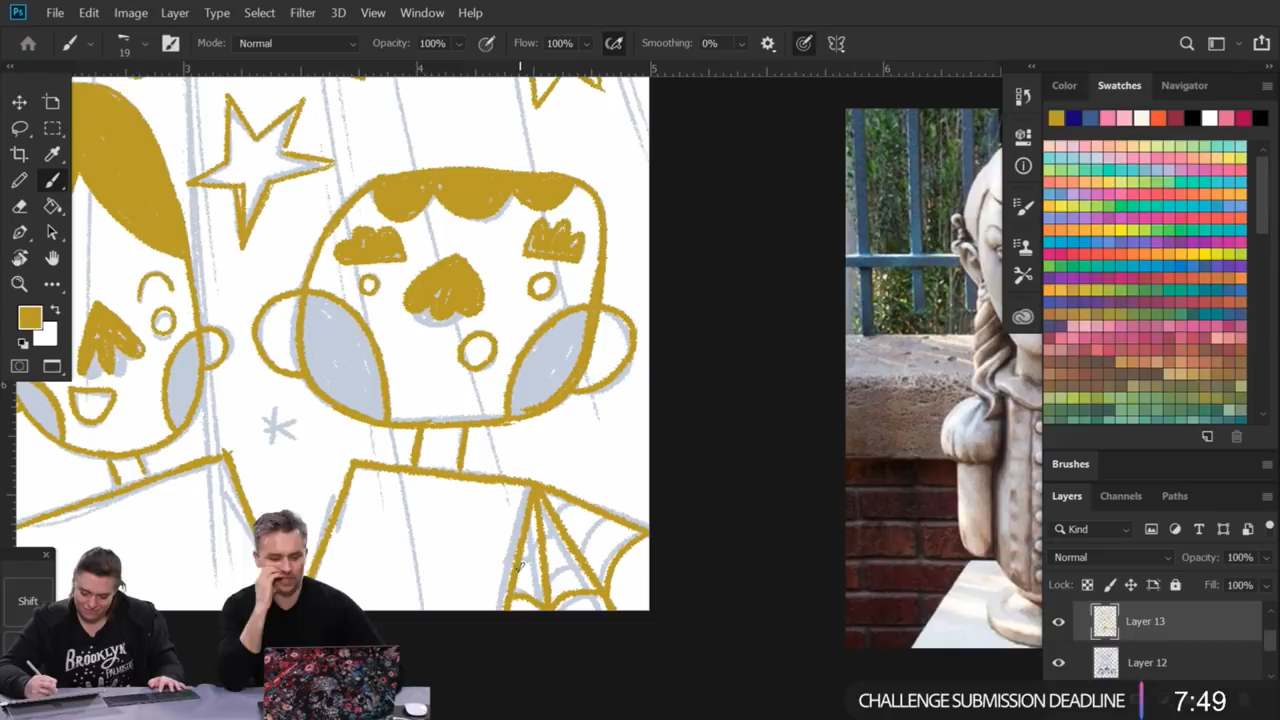 Ps File Edit Image Layer Type Select Filter 3D View Window Help
19 Mode: Normal Opacity: 100% Flow: 100% Smoothing: 0%
3 4 5 6
Color Swatches Navigator
Brushes
Layers Channels Paths
Kind
Normal Opacity: 100%
Lock: Fill: 100%
Layer 13
Layer 12
Shift
BROOKLYN
CHALLENGE SUBMISSION DEADLINE 7:49